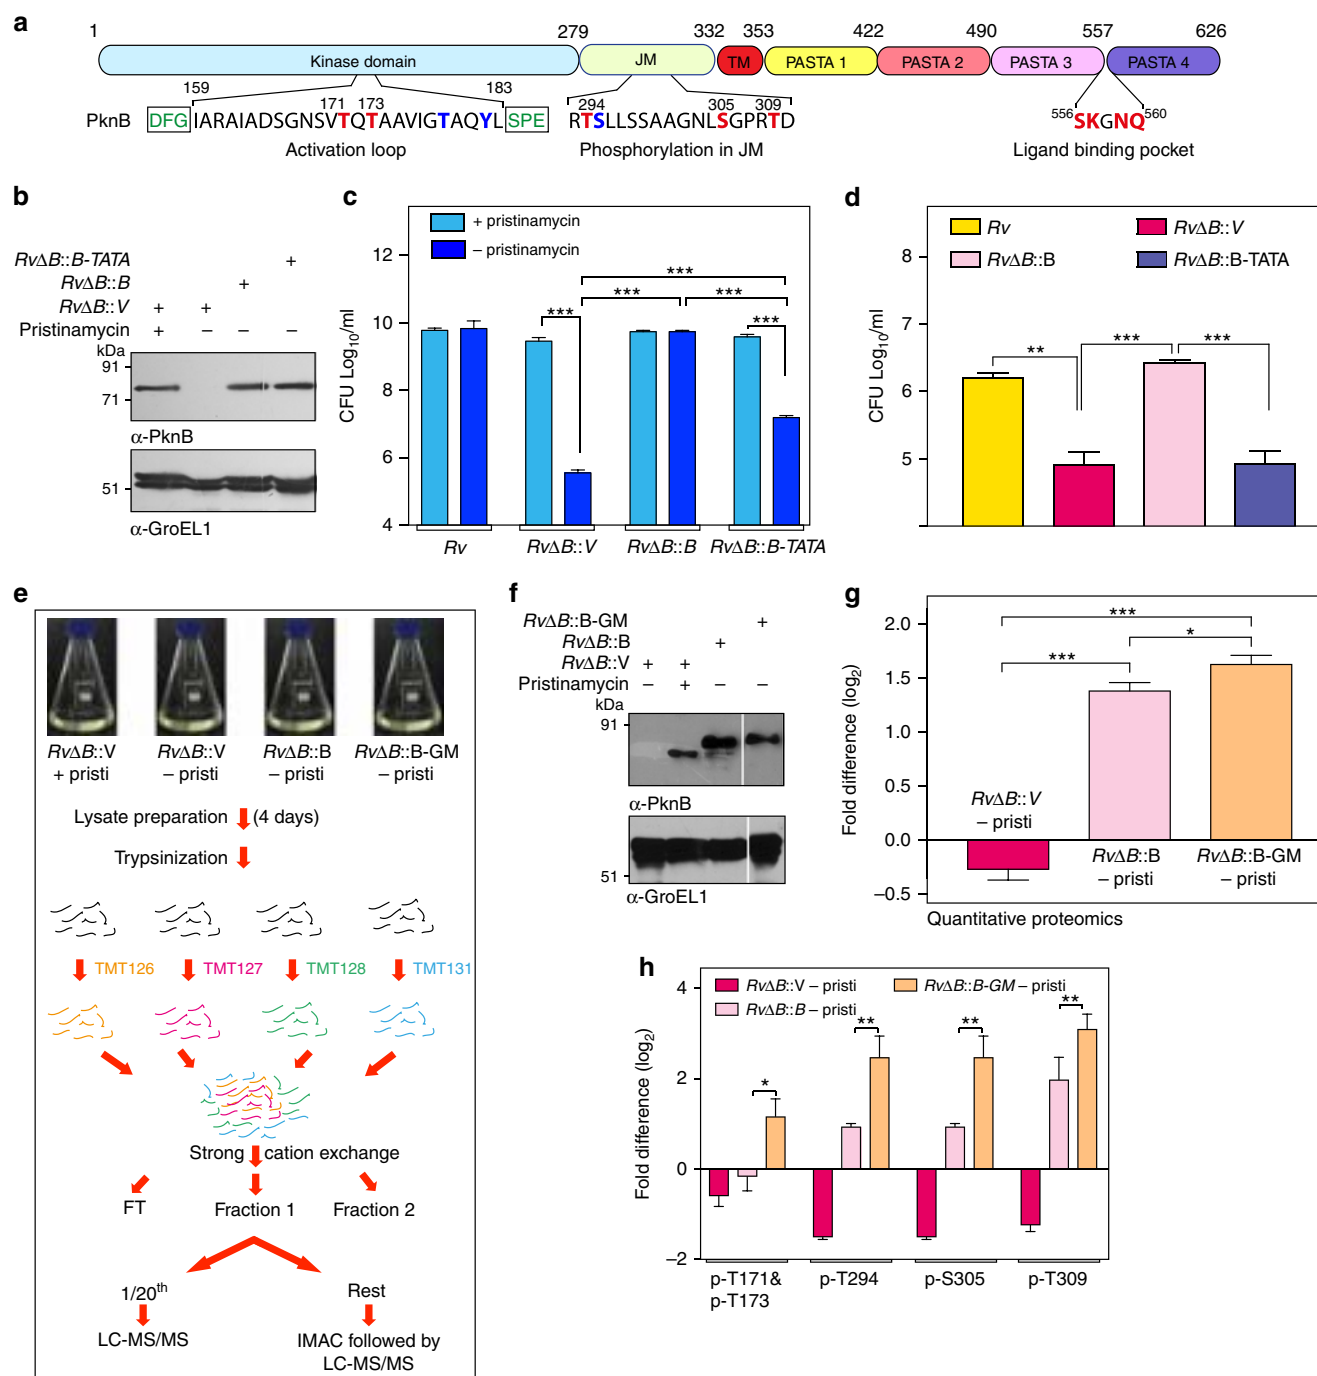 a
1 279 332 353 422 490 557 626
Kinase domain JM TM PASTA 1 PASTA 2 PASTA 3 PASTA 4
159 171 173 183 294 305 309
PknB DFG IARAIADSGNSVTQTAAVIGTAQYL SPE RTSLLSSAAGNLSGPRTD 556SKGNQ560
Activation loop Phosphorylation in JM Ligand binding pocket
b
RvΔB::B-TATA +
RvΔB::B +
RvΔB::V + +
Pristinamycin + – – –
kDa
91
71
α-PknB
51
α-GroEL1
c
+ pristinamycin
– pristinamycin
CFU Log10/ml
12
10
8
6
4
*** *** *** *** ***
Rv RvΔB::V RvΔB::B RvΔB::B-TATA
d
Rv RvΔB::V
RvΔB::B RvΔB::B-TATA
CFU Log10/ml
8
7
6
5
** *** ***
e
RvΔB::V RvΔB::V RvΔB::B RvΔB::B-GM
+ pristi – pristi – pristi – pristi
Lysate preparation (4 days)
Trypsinization
TMT126 TMT127 TMT128 TMT131
Strong cation exchange
FT Fraction 1 Fraction 2
1/20th Rest
LC-MS/MS IMAC followed by
LC-MS/MS
f
RvΔB::B-GM +
RvΔB::B +
RvΔB::V + +
Pristinamycin – + – –
kDa
91
α-PknB
51
α-GroEL1
g
Fold difference (log2)
2.0
1.5
1.0
0.5
0.0
–0.5
***
*
***
RvΔB::V
– pristi
RvΔB::B RvΔB::B-GM
– pristi – pristi
Quantitative proteomics
h
RvΔB::V – pristi RvΔB::B-GM – pristi
RvΔB::B – pristi
Fold difference (log2)
4
2
0
–2
* ** ** **
p-T171& p-T294 p-S305 p-T309
p-T173